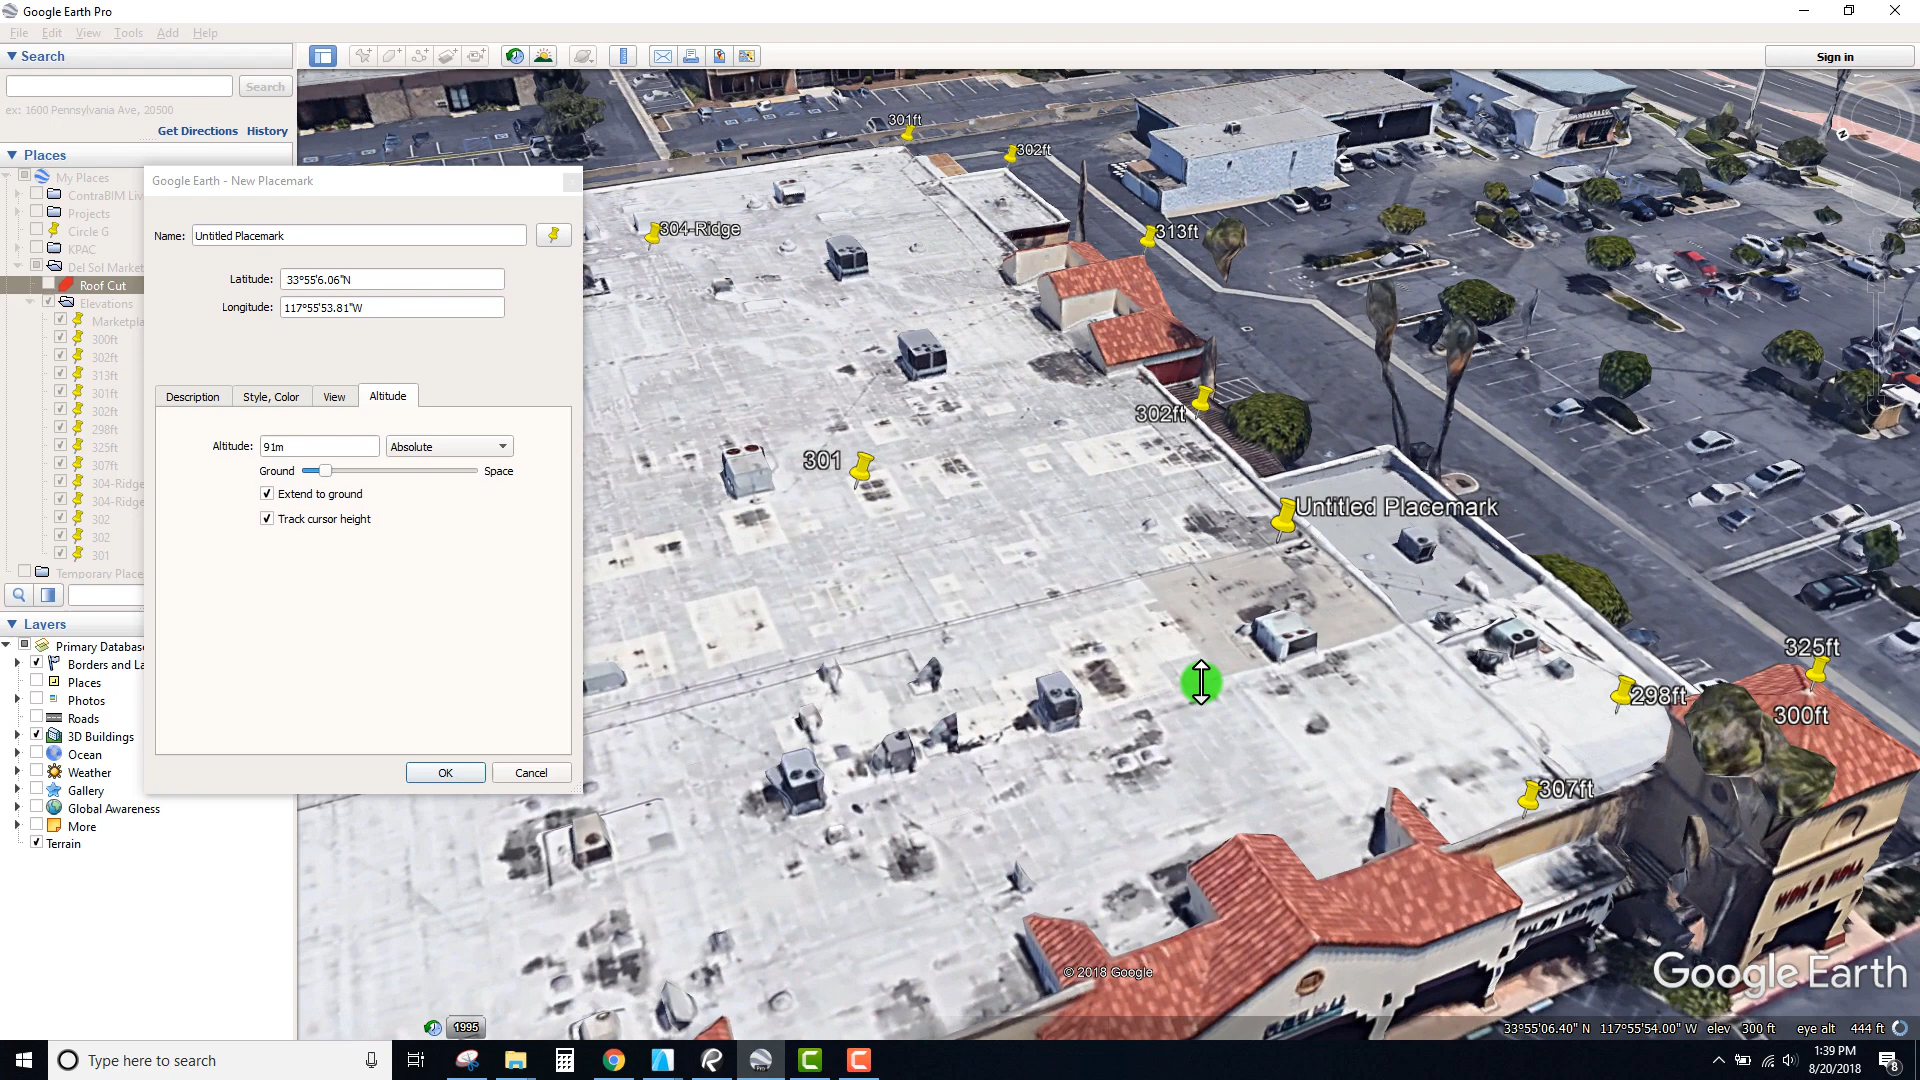 Google Earth Pro
File Edit View Tools Add Help
Search
Search
ex: 1600 Pennsylvania Ave, 20500
Get Directions History
Places
My Places
ContraBIM Liv
Projects
Circle G
KPAC
Del Sol Market
Roof Cut
Elevations
Marketpla
300ft
302ft
313ft
301ft
302ft
298ft
325ft
307ft
304-Ridge
304-Ridge
302
302
301
Temporary Place
Layers
Primary Database
Borders and La
Places
Photos
Roads
3D Buildings
Ocean
Weather
Gallery
Global Awareness
More
Terrain
Google Earth - New Placemark
Name: Untitled Placemark
Latitude: 33°55'6.06"N
Longitude: 117°55'53.81"W
Description Style, Color View Altitude
Altitude: 91m Absolute
Ground Space
Extend to ground
Track cursor height
OK Cancel
Sign in
N
301ft
302ft
304-Ridge
313ft
302ft
301
Untitled Placemark
325ft
298ft
300ft
307ft
© 2018 Google
Google Earth
1995
33°55'06.40" N 117°55'54.00" W elev 300 ft eye alt 444 ft
Type here to search
Pro
1:39 PM
8/20/2018
8